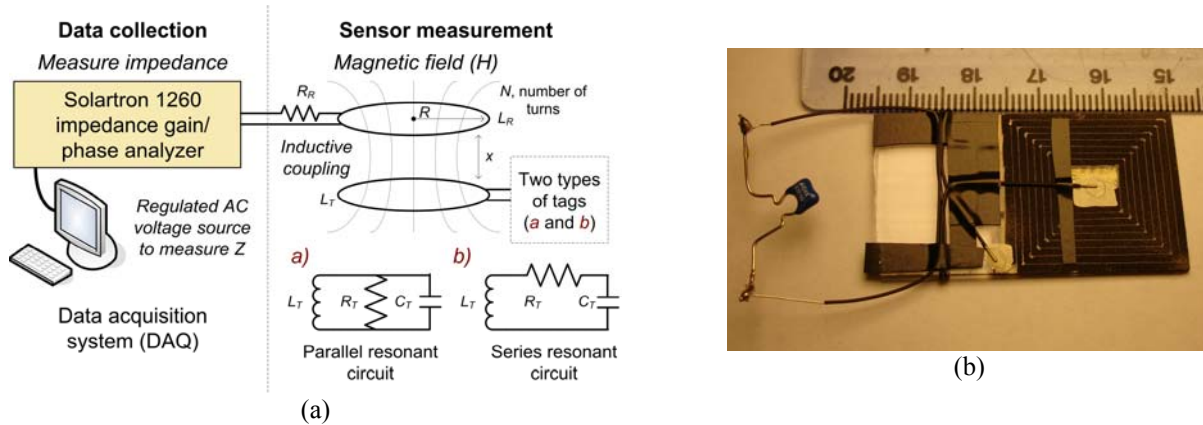 Data collection
Measure impedance
Solartron 1260
impedance gain/
phase analyzer
Regulated AC
voltage source
to measure Z
Data acquisition
system (DAQ)
Sensor measurement
Magnetic field (H)
R_R
R
N, number of
turns
L_R
Inductive
coupling
x
L_T
Two types
of tags
(a and b)
a)
L_T
R_T
C_T
Parallel resonant
circuit
b)
L_T
R_T
C_T
Series resonant
circuit
(a)
20 19 18 17 16 15
(b)